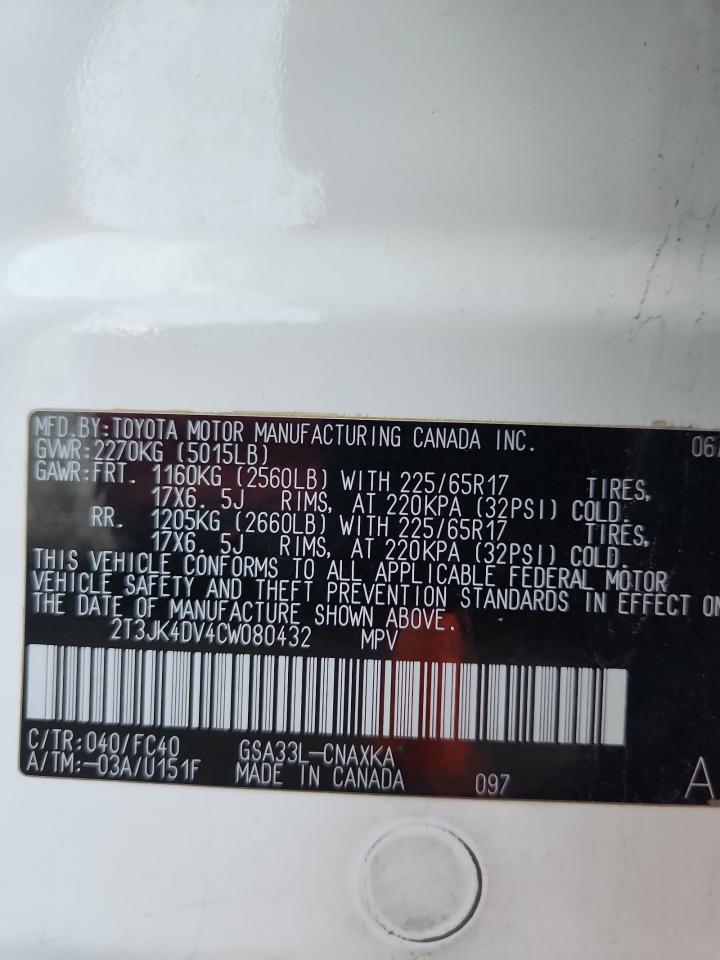 MFD.BY:TOYOTA MOTOR MANUFACTURING CANADA INC. 067
GVWR:2270KG (5015LB)
GAWR:FRT. 1160KG (2560LB) WITH 225/65R17 TIRES,
17X6. 5J RIMS, AT 220KPA (32PSI) COLD.
RR. 1205KG (2660LB) WITH 225/65R17 TIRES,
17X6. 5J RIMS, AT 220KPA (32PSI) COLD.
THIS VEHICLE CONFORMS TO ALL APPLICABLE FEDERAL MOTOR
VEHICLE SAFETY AND THEFT PREVENTION STANDARDS IN EFFECT ON
THE DATE OF MANUFACTURE SHOWN ABOVE.
2T3JK4DV4CW080432 MPV
C/TR:040/FC40 GSA33L-CNAXKA
A/TM:-03A/U151F MADE IN CANADA 097 A